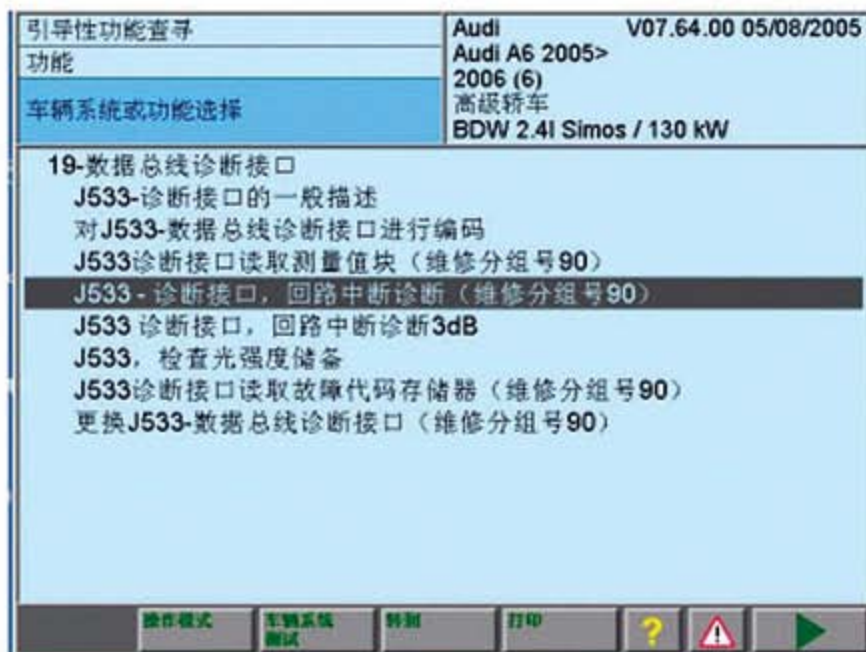 引导性功能查寻
功能
车辆系统或功能选择
Audi V07.64.00 05/08/2005
Audi A6 2005>
2006 (6)
高级轿车
BDW 2.4l Simos / 130 kW
19-数据总线诊断接口
J533-诊断接口的一般描述
对J533-数据总线诊断接口进行编码
J533诊断接口读取测量值块（维修分组号90）
J533 - 诊断接口，回路中断诊断（维修分组号90）
J533 诊断接口，回路中断诊断3dB
J533，检查光强度储备
J533诊断接口读取故障代码存储器（维修分组号90）
更换J533-数据总线诊断接口（维修分组号90）
操作模式 车辆系统 转到 打印 ?
测试